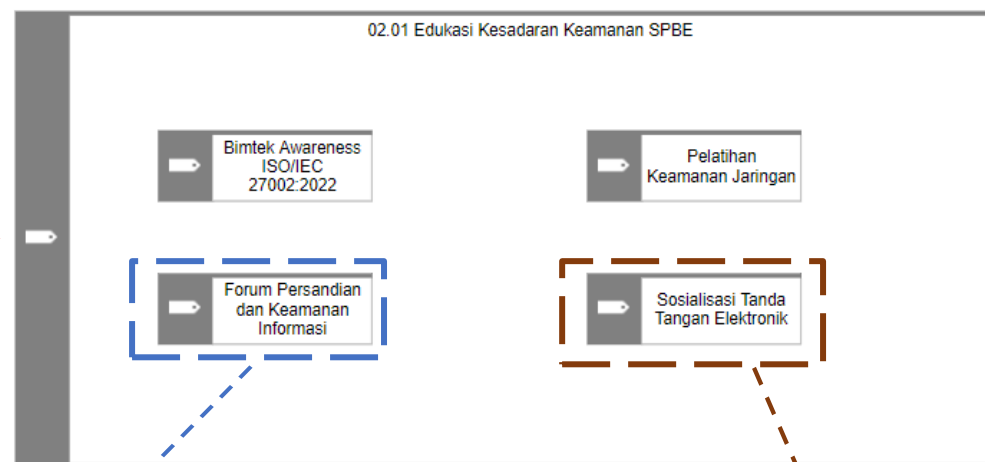 02.01 Edukasi Kesadaran Keamanan SPBE
Bimtek Awareness
ISO/IEC
27002:2022
Pelatihan
Keamanan Jaringan
Forum Persandian
dan Keamanan
Informasi
Sosialisasi Tanda
Tangan Elektronik